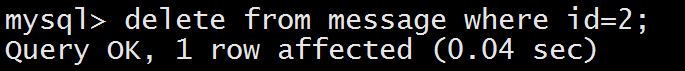 mysql> delete from message where id=2;
Query OK, 1 row affected (0.04 sec)